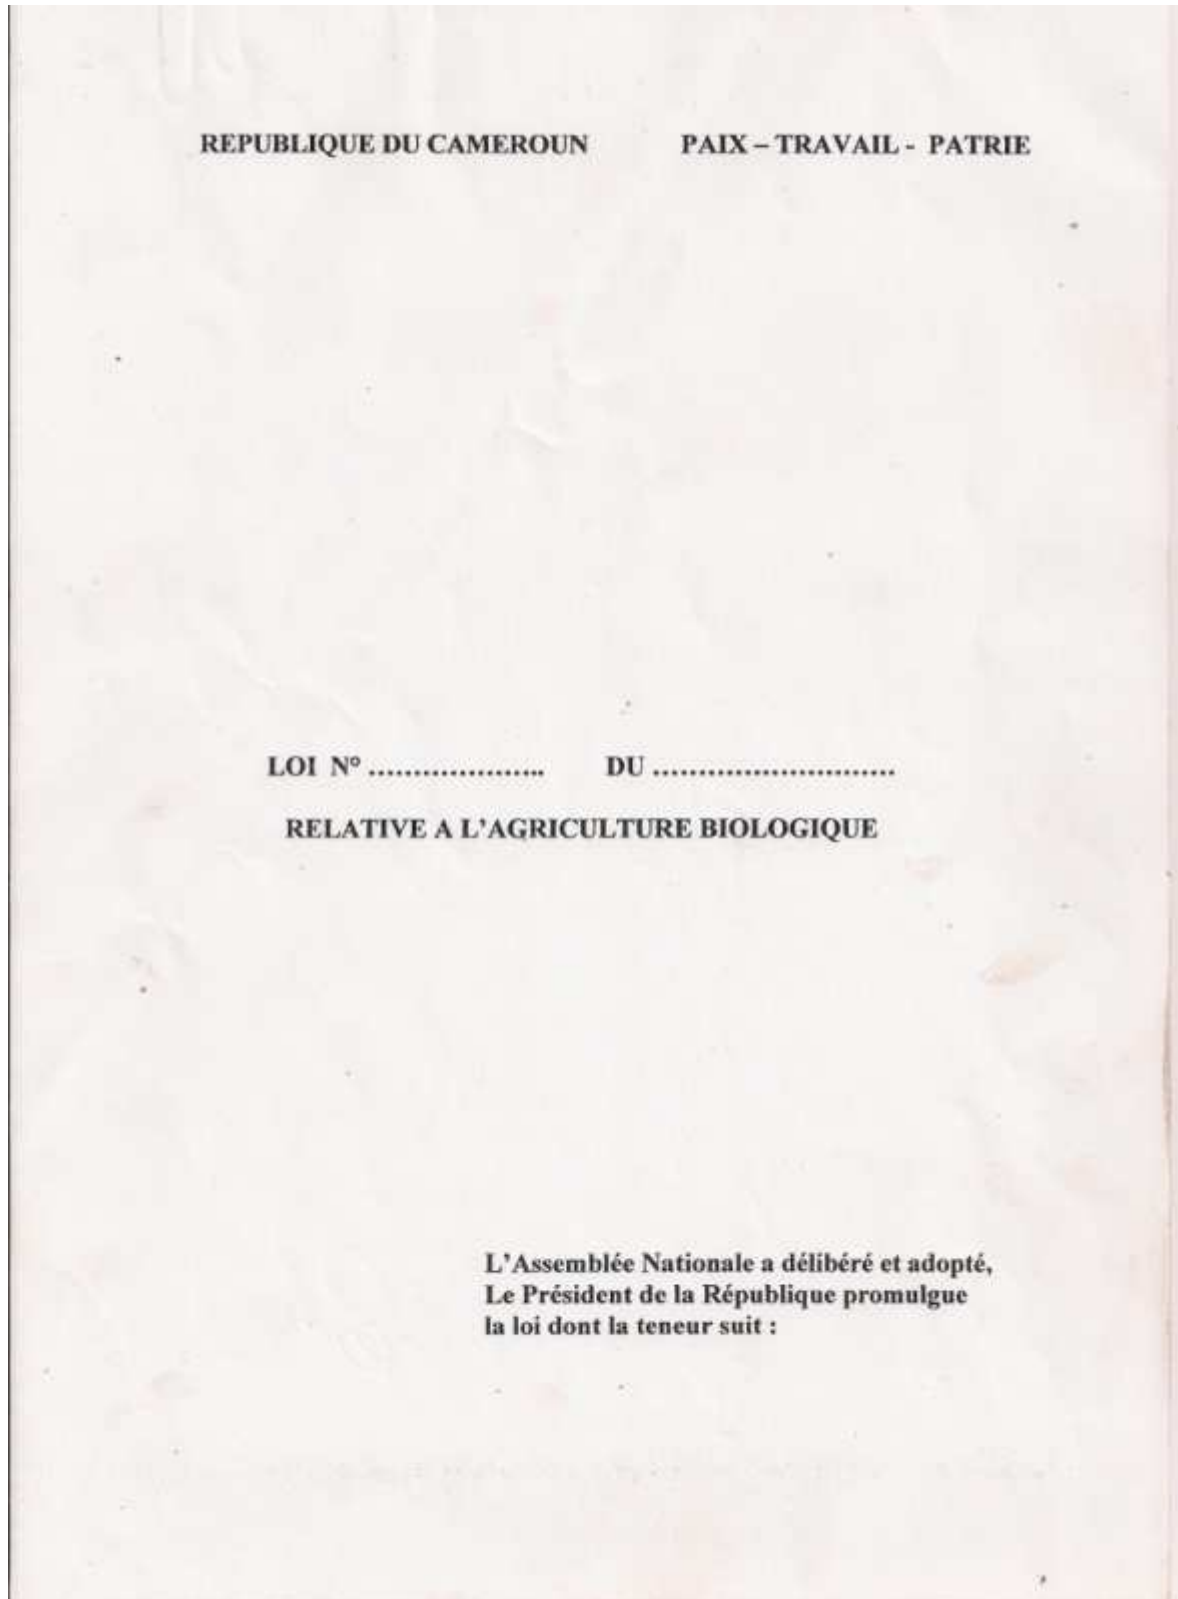 REPUBLIQUE DU CAMEROUN PAIX – TRAVAIL - PATRIE
LOI N° .................... DU ...........................
RELATIVE A L'AGRICULTURE BIOLOGIQUE
L'Assemblée Nationale a délibéré et adopté,
Le Président de la République promulgue
la loi dont la teneur suit :